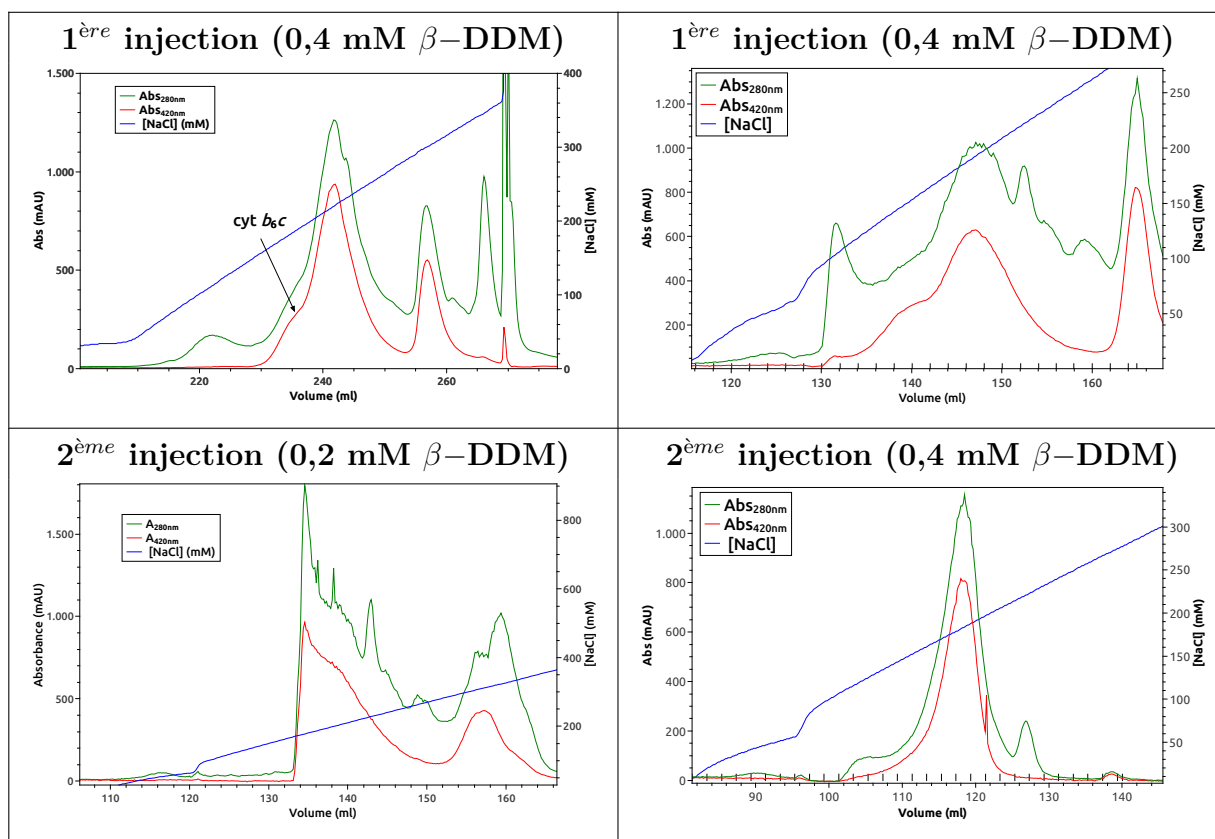 1ère injection (0,4 mM β−DDM)
1.500
1.000
500
0
Abs (mAU)
Abs280nm
Abs420nm
[NaCl] (mM)
cyt b6c
400
300
200
100
0
[NaCl] (mM)
220
240
260
Volume (ml)
1ère injection (0,4 mM β−DDM)
1.200
1.000
800
600
400
200
Abs (mAU)
Abs280nm
Abs420nm
[NaCl]
250
200
150
100
50
[NaCl] (mM)
120
130
140
150
160
Volume (ml)
2ème injection (0,2 mM β−DDM)
1.500
1.000
500
0
Absorbance (mAU)
A280nm
A420nm
[NaCl] (mM)
900
800
700
600
500
400
300
200
100
[NaCl] (mM)
110
120
130
140
150
160
Volume (ml)
2ème injection (0,4 mM β−DDM)
1.000
800
600
400
200
0
Abs (mAU)
Abs280nm
Abs420nm
[NaCl]
300
250
200
150
100
50
[NaCl] (mM)
90
100
110
120
130
140
Volume (ml)